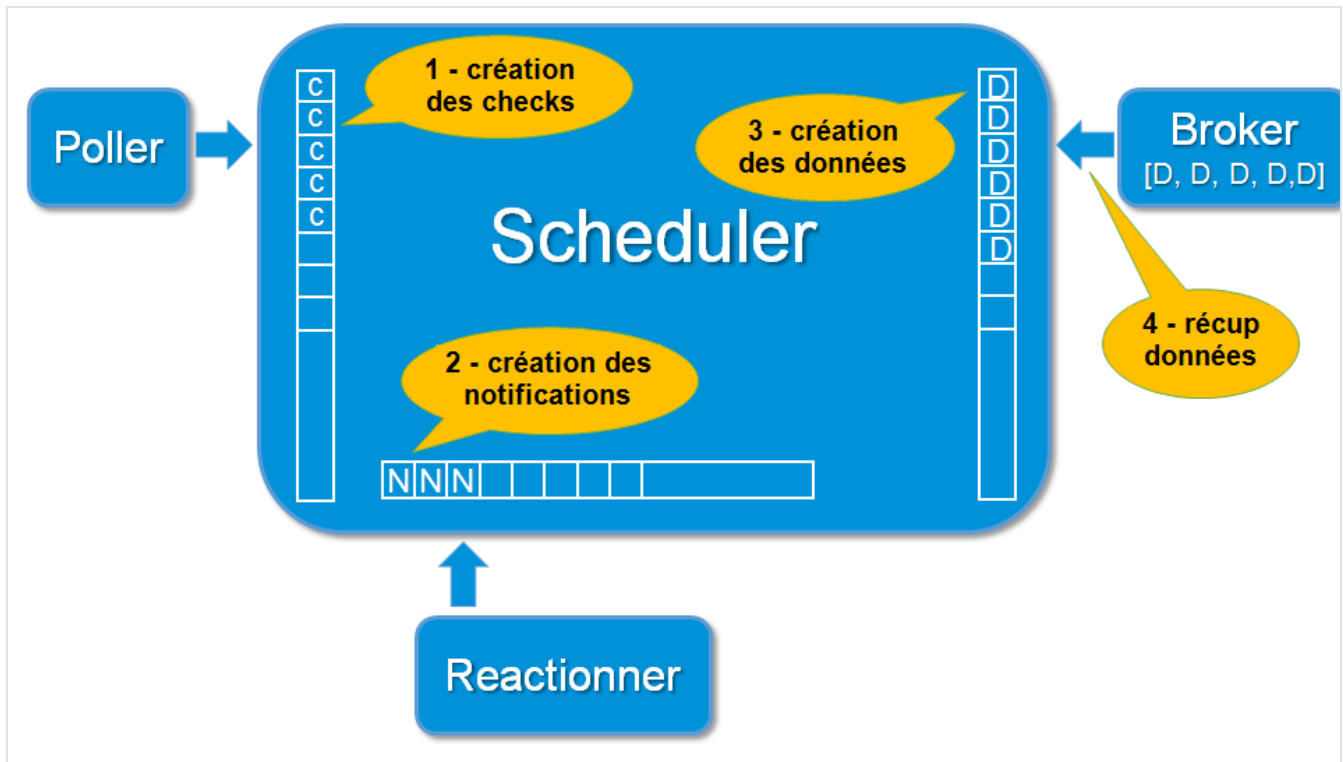 1 - création
des checks
C
C
C
C
C
Poller
3 - création
des données
D
D
D
D
D
D
Broker
[D, D, D, D,D]
Scheduler
4 - récup
données
2 - création des
notifications
N N N
Reactionner